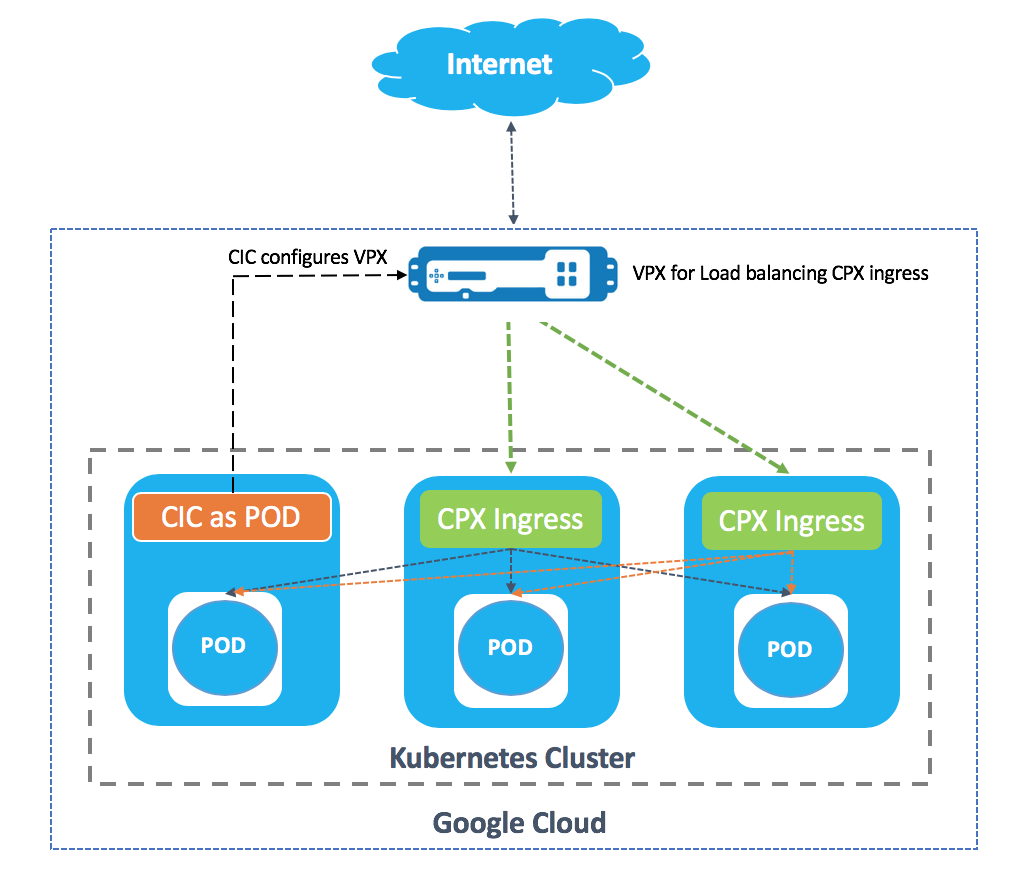 Internet
CIC configures VPX
VPX for Load balancing CPX ingress
CIC as POD
CPX Ingress
CPX Ingress
POD
POD
POD
Kubernetes Cluster
Google Cloud